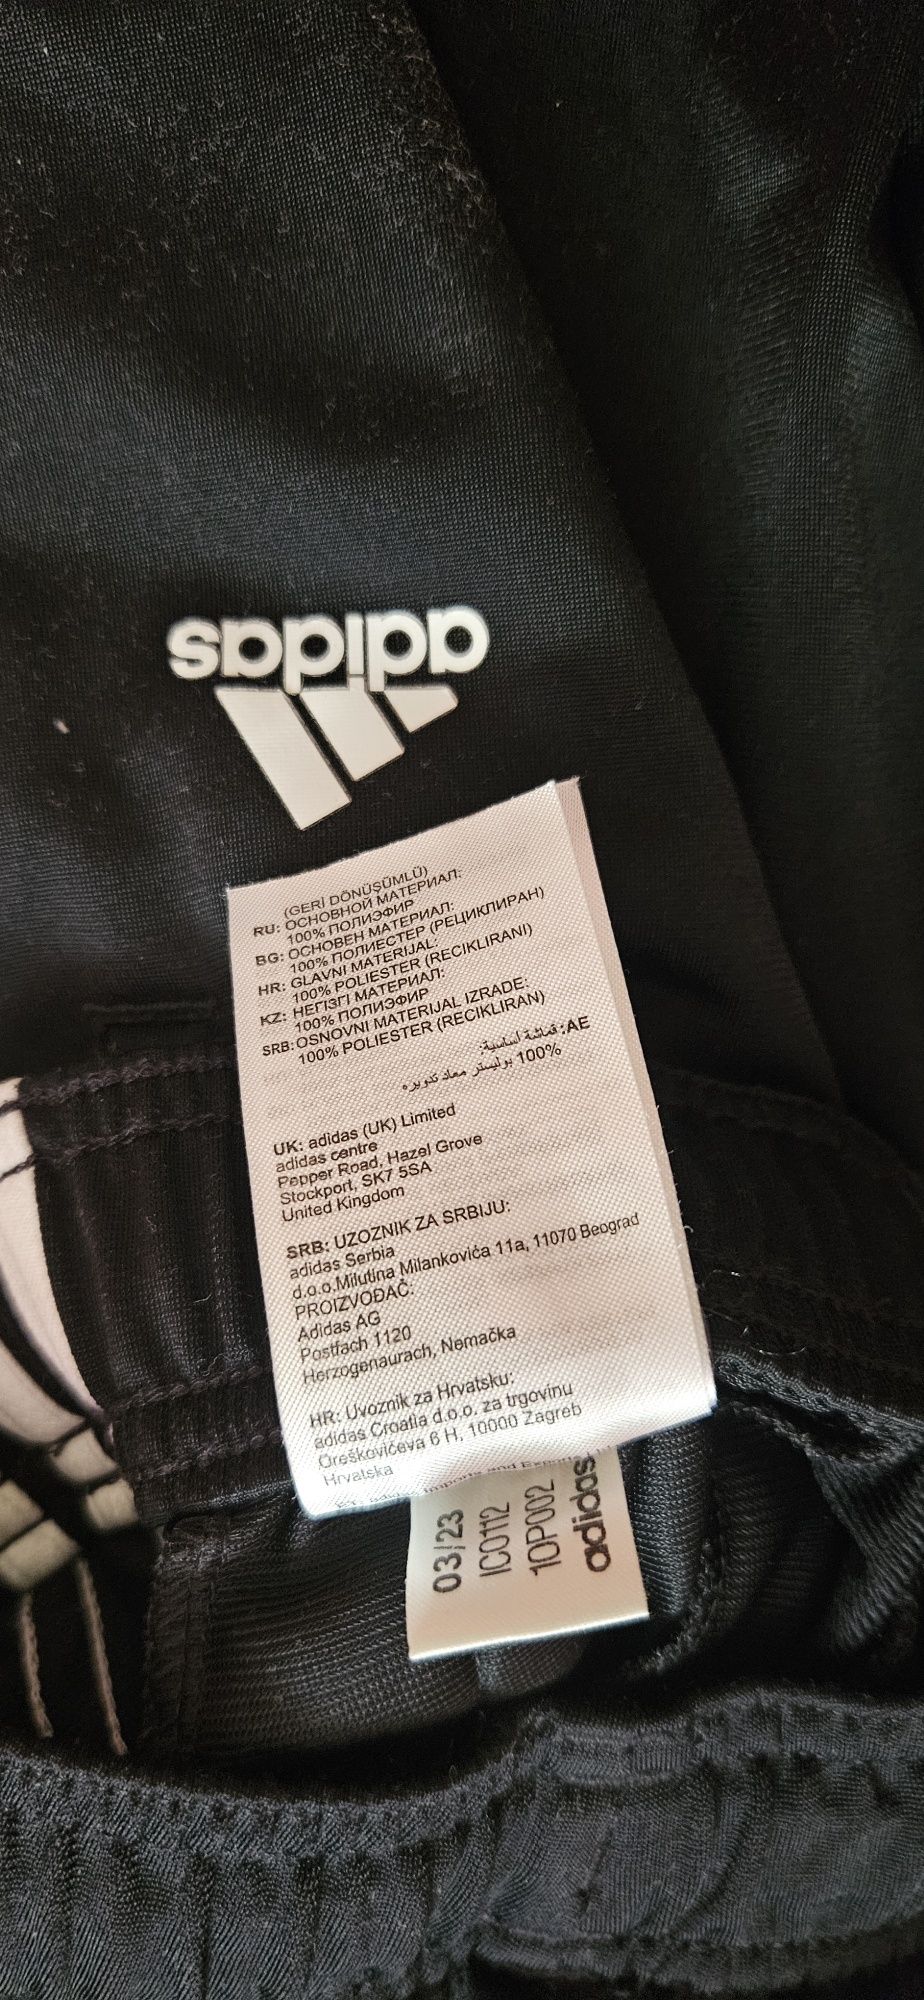 adidas
(GERİ DÖNÜŞÜMLÜ)
RU: ОСНОВНОЙ МАТЕРИАЛ:
100% ПОЛИЭФИР
BG: ОСНОВЕН МАТЕРИАЛ:
100% ПОЛИЕСТЕР (РЕЦИКЛИРАН)
HR: GLAVNI MATERIJAL:
100% POLIESTER (RECIKLIRANI)
KZ: НЕГІЗГІ МАТЕРИАЛ:
100% ПОЛИЭФИР
SRB: OSNOVNI MATERIJAL IZRADE:
100% POLIESTER (RECIKLIRAN)
AE: قماشة أساسية:
100% بوليستر معاد تدويره
UK: adidas (UK) Limited
adidas centre
Pepper Road, Hazel Grove
Stockport, SK7 5SA
United Kingdom
SRB: UZOZNIK ZA SRBIJU:
adidas Serbia
d.o.o.Milutina Milankovića 11a, 11070 Beograd
PROIZVOĐAČ:
Adidas AG
Postfach 1120
Herzogenaurach, Nemačka
HR: Uvoznik za Hrvatsku:
adidas Croatia d.o.o. za trgovinu
Oreškovićeva 6 H, 10000 Zagreb
Hrvatska
03/23
IC0112
1OP002
adidas